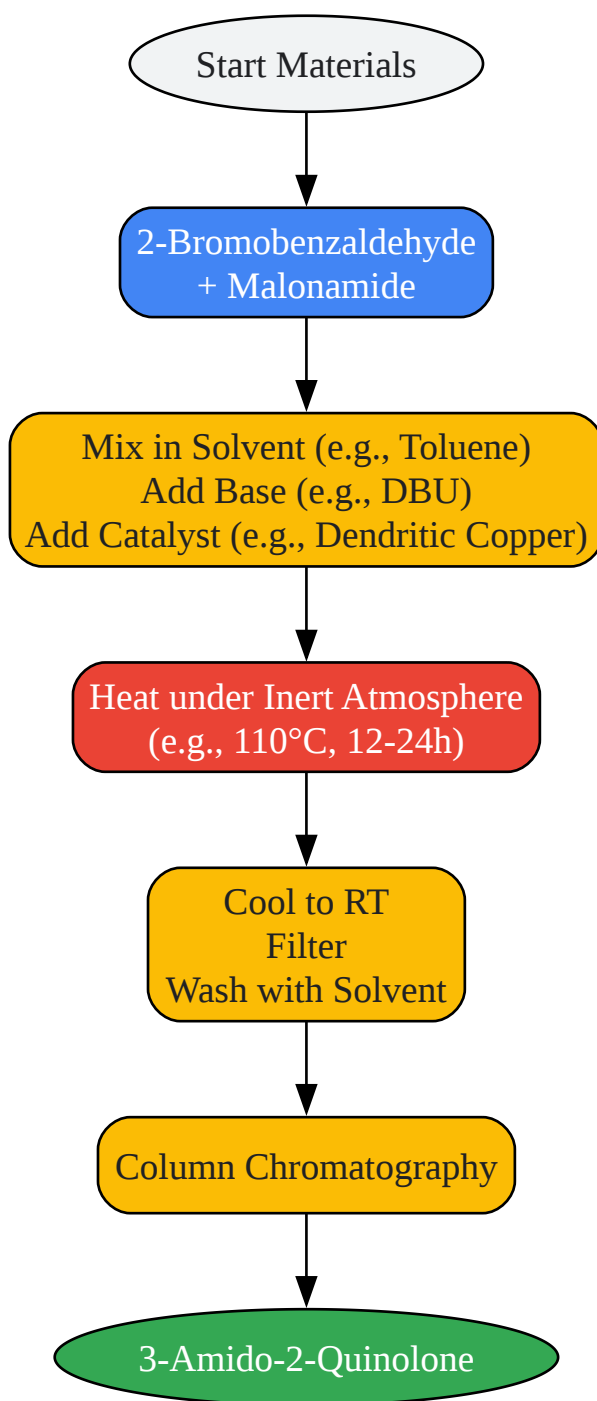 Start Materials
2-Bromobenzaldehyde
+ Malonamide
Mix in Solvent (e.g., Toluene)
Add Base (e.g., DBU)
Add Catalyst (e.g., Dendritic Copper)
Heat under Inert Atmosphere
(e.g., 110°C, 12-24h)
Cool to RT
Filter
Wash with Solvent
Column Chromatography
3-Amido-2-Quinolone